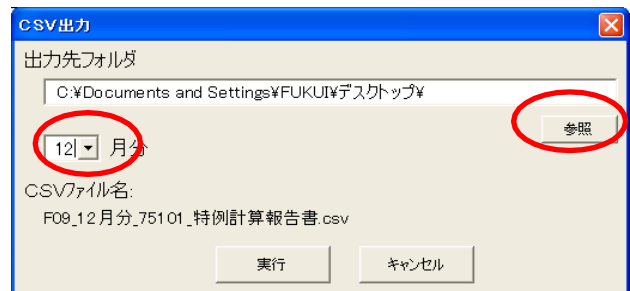 CSV出力
出力先フォルダ
C:¥Documents and Settings¥FUKUI¥デスクトップ¥
参照
12 月分
CSVファイル名:
F09_12月分_75101_特例計算報告書.csv
実行 キャンセル